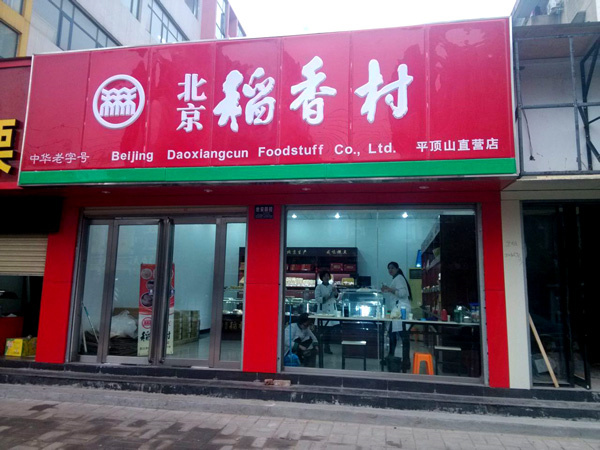 北京 稻香村
中华老字号 Beijing Daoxiangcun Foodstuff Co., Ltd. 平顶山直营店
稻